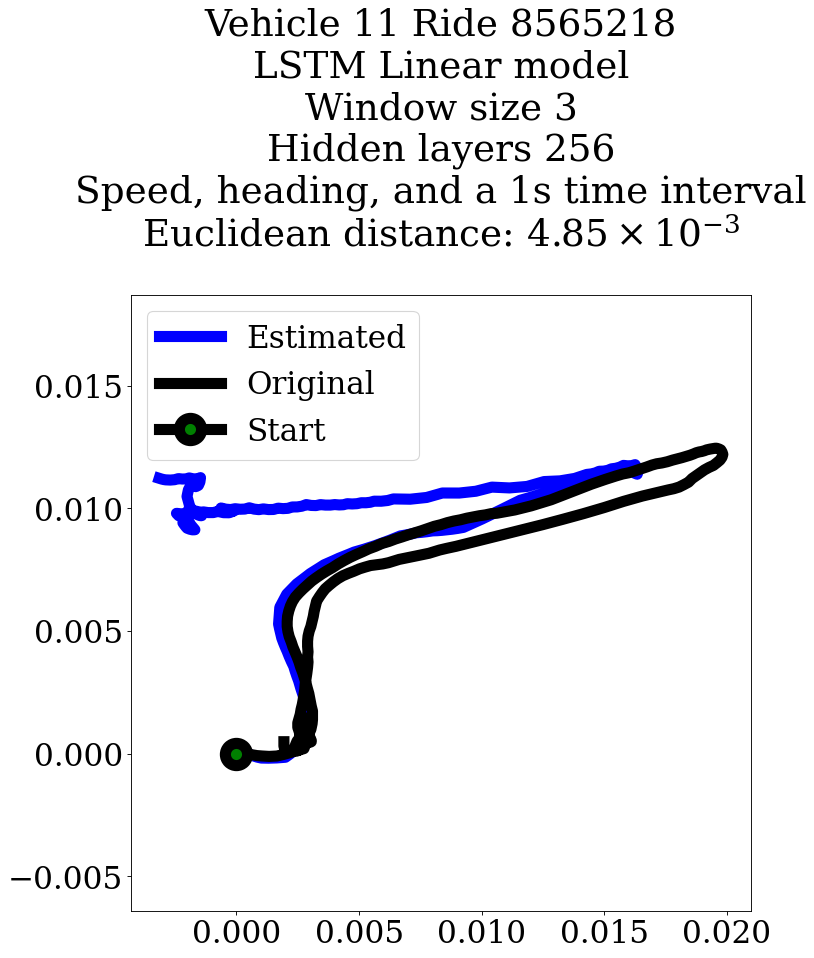 Vehicle 11 Ride 8565218
LSTM Linear model
Window size 3
Hidden layers 256
Speed, heading, and a 1s time interval
Euclidean distance: 4.85 × 10⁻³
Estimated
Original
Start
0.015
0.010
0.005
0.000
−0.005
0.000 0.005 0.010 0.015 0.020